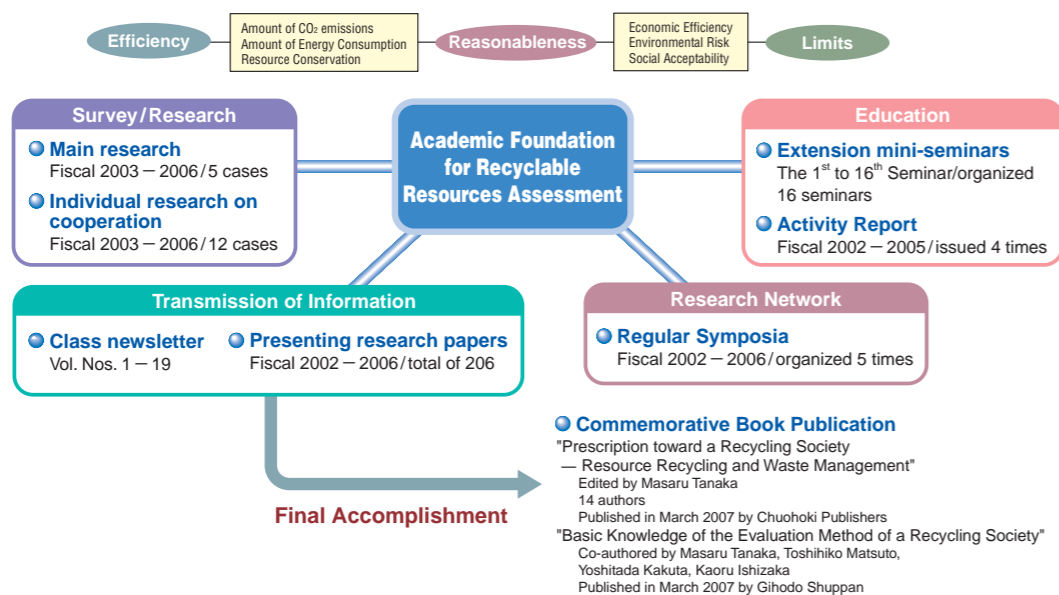 Efficiency
Amount of CO₂ emissions
Amount of Energy Consumption
Resource Conservation
Reasonableness
Economic Efficiency
Environmental Risk
Social Acceptability
Limits
Survey/Research
Main research
Fiscal 2003－2006/5 cases
Individual research on
cooperation
Fiscal 2003－2006/12 cases
Academic Foundation
for Recyclable
Resources Assessment
Education
Extension mini-seminars
The 1st to 16th Seminar/organized
16 seminars
Activity Report
Fiscal 2002－2005/issued 4 times
Transmission of Information
Class newsletter
Vol. Nos. 1－19
Presenting research papers
Fiscal 2002－2006/total of 206
Research Network
Regular Symposia
Fiscal 2002－2006/organized 5 times
Final Accomplishment
Commemorative Book Publication
"Prescription toward a Recycling Society
— Resource Recycling and Waste Management"
Edited by Masaru Tanaka
14 authors
Published in March 2007 by Chuohoki Publishers
"Basic Knowledge of the Evaluation Method of a Recycling Society"
Co-authored by Masaru Tanaka, Toshihiko Matsuto,
Yoshitada Kakuta, Kaoru Ishizaka
Published in March 2007 by Gihodo Shuppan